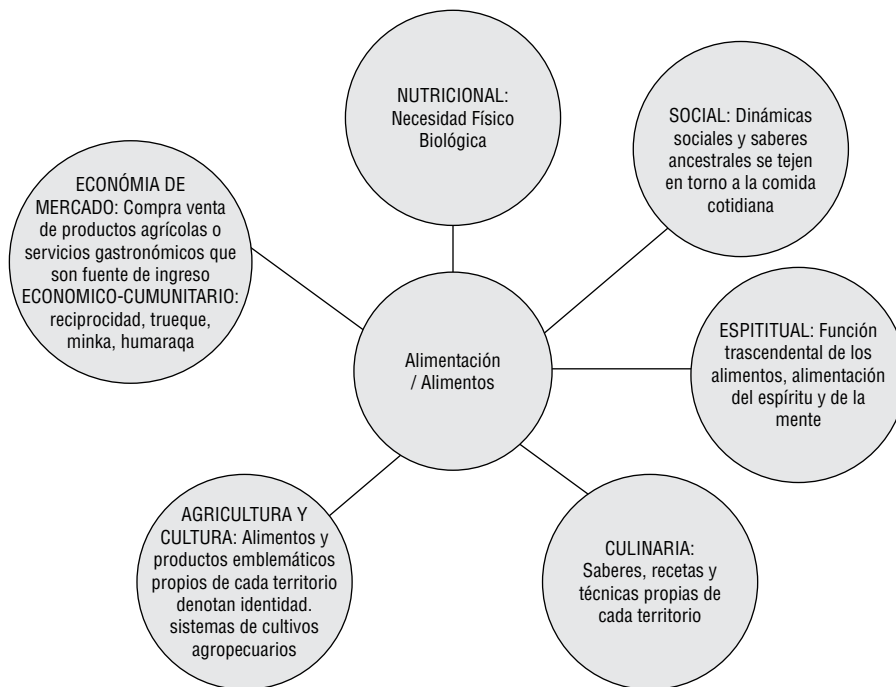 NUTRICIONAL:
Necesidad Físico
Biológica
SOCIAL: Dinámicas
sociales y saberes
ancestrales se tejen
en torno a la comida
cotidiana
ECONÓMIA DE
MERCADO: Compra venta
de productos agrícolas o
servicios gastronómicos que
son fuente de ingreso
ECONOMICO-CUMUNITARIO:
reciprocidad, trueque,
minka, humaraqa
Alimentación
/ Alimentos
ESPITITUAL: Función
trascendental de los
alimentos, alimentación
del espíritu y de la
mente
AGRICULTURA Y
CULTURA: Alimentos y
productos emblemáticos
propios de cada territorio
denotan identidad.
sistemas de cultivos
agropecuarios
CULINARIA:
Saberes, recetas y
técnicas propias de
cada territorio